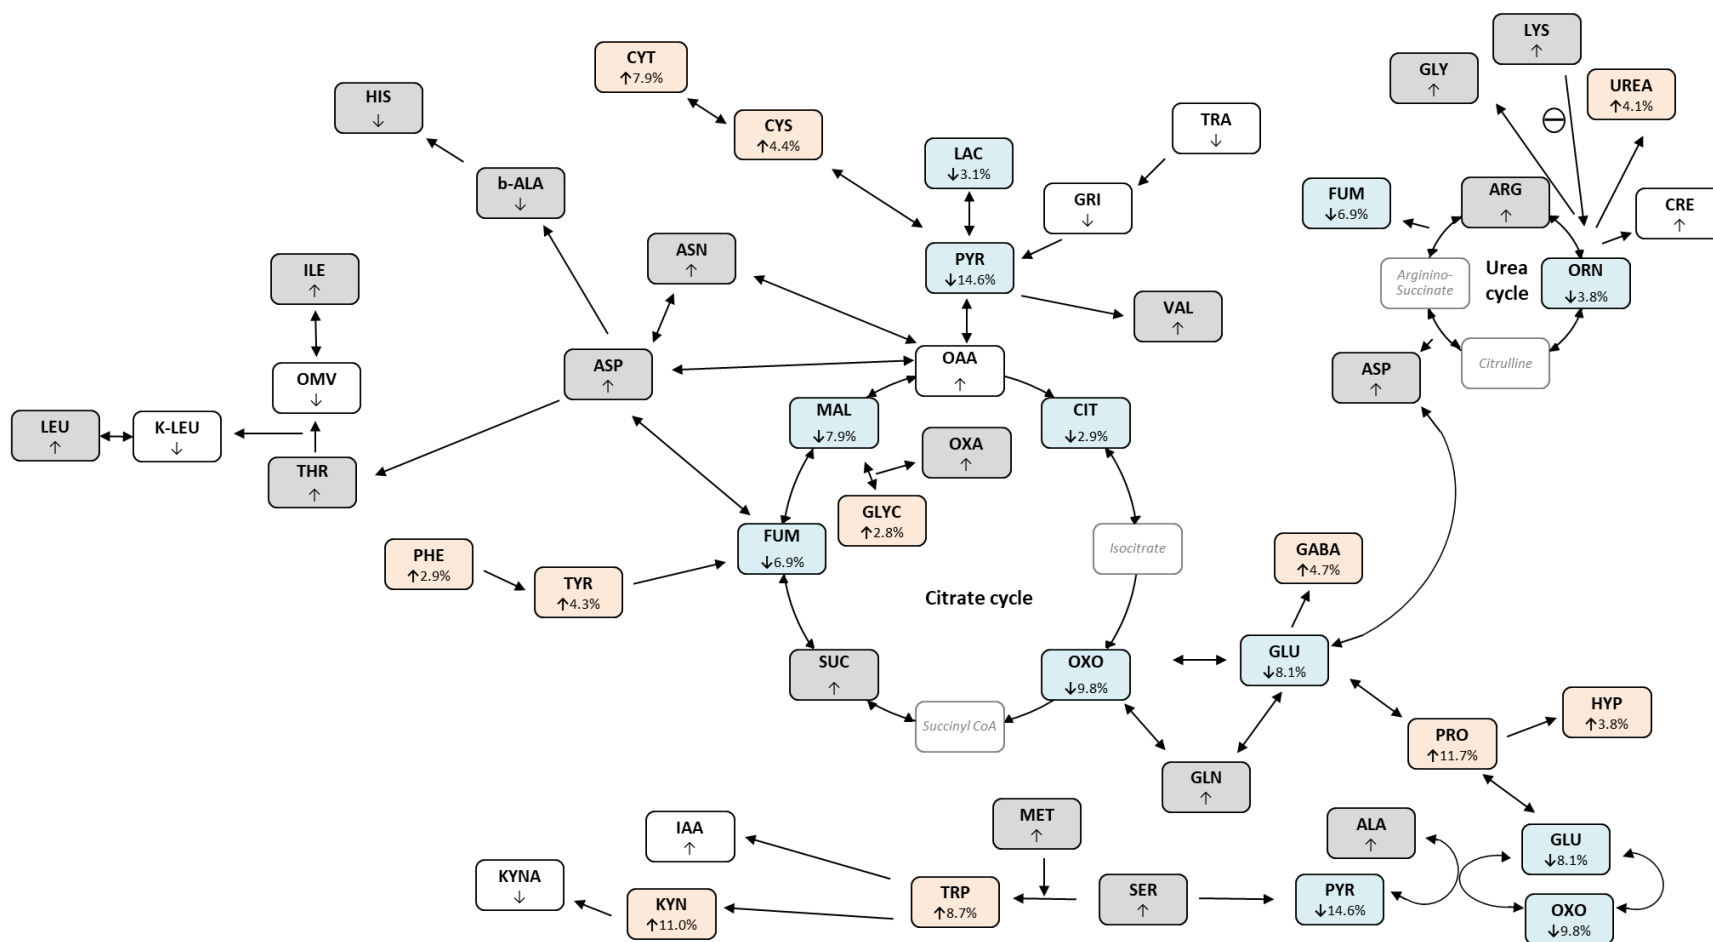 LYS
↑
CYT
↑7.9%
GLY
↑
UREA
↑4.1%
HIS
↓
CYS
↑4.4%
TRA
↓
LAC
↓3.1%
b-ALA
↓
GRI
↓
FUM
↓6.9%
ARG
↑
CRE
↑
ASN
↑
PYR
↓14.6%
ILE
↑
Arginino-
Succinate
Urea
cycle
ORN
↓3.8%
VAL
↑
ASP
↑
OAA
↑
Citrulline
ASP
↑
OMV
↓
MAL
↓7.9%
CIT
↓2.9%
LEU
↑
K-LEU
↓
OXA
↑
THR
↑
GLYC
↑2.8%
FUM
↓6.9%
Isocitrate
PHE
↑2.9%
TYR
↑4.3%
GABA
↑4.7%
Citrate cycle
SUC
↑
OXO
↓9.8%
GLU
↓8.1%
Succinyl CoA
PRO
↑11.7%
HYP
↑3.8%
GLN
↑
IAA
↑
MET
↑
ALA
↑
GLU
↓8.1%
KYNA
↓
KYN
↑11.0%
TRP
↑8.7%
SER
↑
PYR
↓14.6%
OXO
↓9.8%